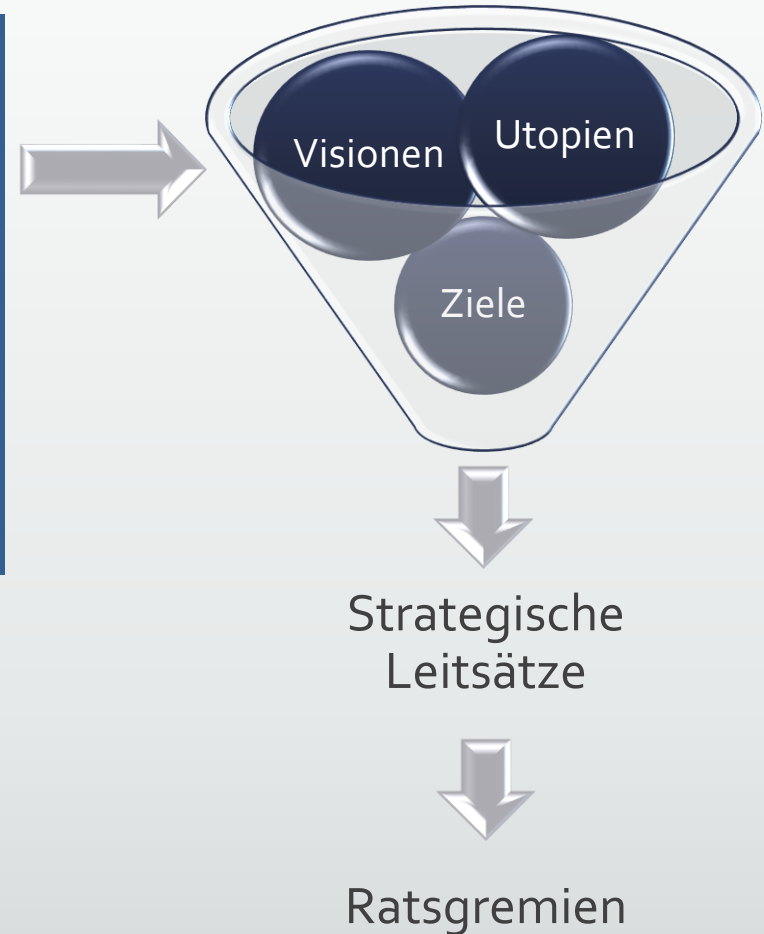 Visionen
Utopien
Ziele
Strategische
Leitsätze
Ratsgremien